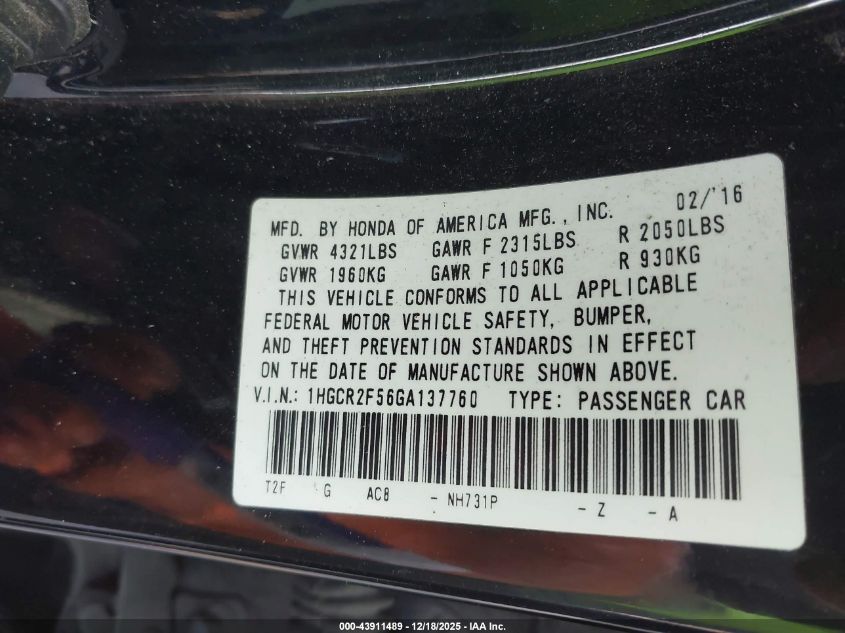 02/'16
MFD. BY HONDA OF AMERICA MFG., INC.
GVWR 4321LBS GAWR F 2315LBS R 2050LBS
GVWR 1960KG GAWR F 1050KG R 930KG
THIS VEHICLE CONFORMS TO ALL APPLICABLE
FEDERAL MOTOR VEHICLE SAFETY, BUMPER,
AND THEFT PREVENTION STANDARDS IN EFFECT
ON THE DATE OF MANUFACTURE SHOWN ABOVE.
V.I.N.: 1HGCR2F56GA137760 TYPE: PASSENGER CAR
T2F G AC8 - NH731P - Z - A
000-43911489 - 12/18/2025 - IAA Inc.